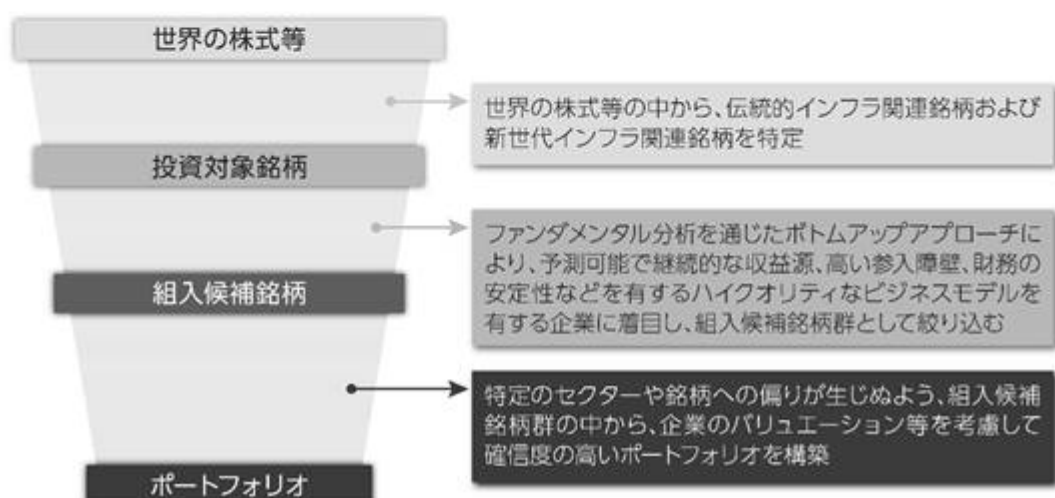 世界の株式等
世界の株式等の中から、伝統的インフラ関連銘柄および
新世代インフラ関連銘柄を特定
投資対象銘柄
ファンダメンタル分析を通じたボトムアップアプローチに
より、予測可能で継続的な収益源、高い参入障壁、財務の
安定性などを有するハイクオリティなビジネスモデルを
有する企業に着目し、組入候補銘柄群として絞り込む
組入候補銘柄
特定のセクターや銘柄への偏りが生じぬよう、組入候補
銘柄群の中から、企業のバリュエーション等を考慮して
確信度の高いポートフォリオを構築
ポートフォリオ